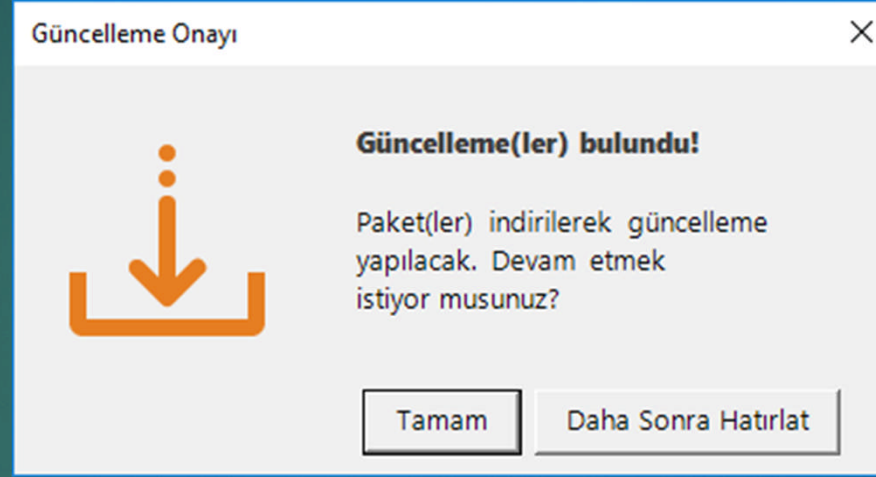 Güncelleme Onayı
Güncelleme(ler) bulundu!
Paket(ler) indirilerek güncelleme
yapılacak. Devam etmek
istiyor musunuz?
Tamam
Daha Sonra Hatırlat